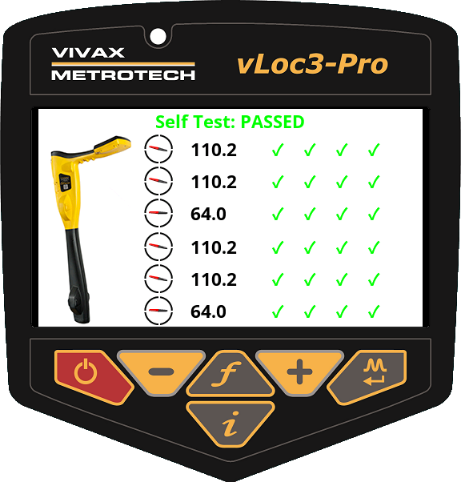 VIVAX
METROTECH
vLoc3-Pro
Self Test: PASSED
110.2 ✓ ✓ ✓ ✓
110.2 ✓ ✓ ✓ ✓
64.0 ✓ ✓ ✓ ✓
110.2 ✓ ✓ ✓ ✓
110.2 ✓ ✓ ✓ ✓
64.0 ✓ ✓ ✓ ✓
− f +
i